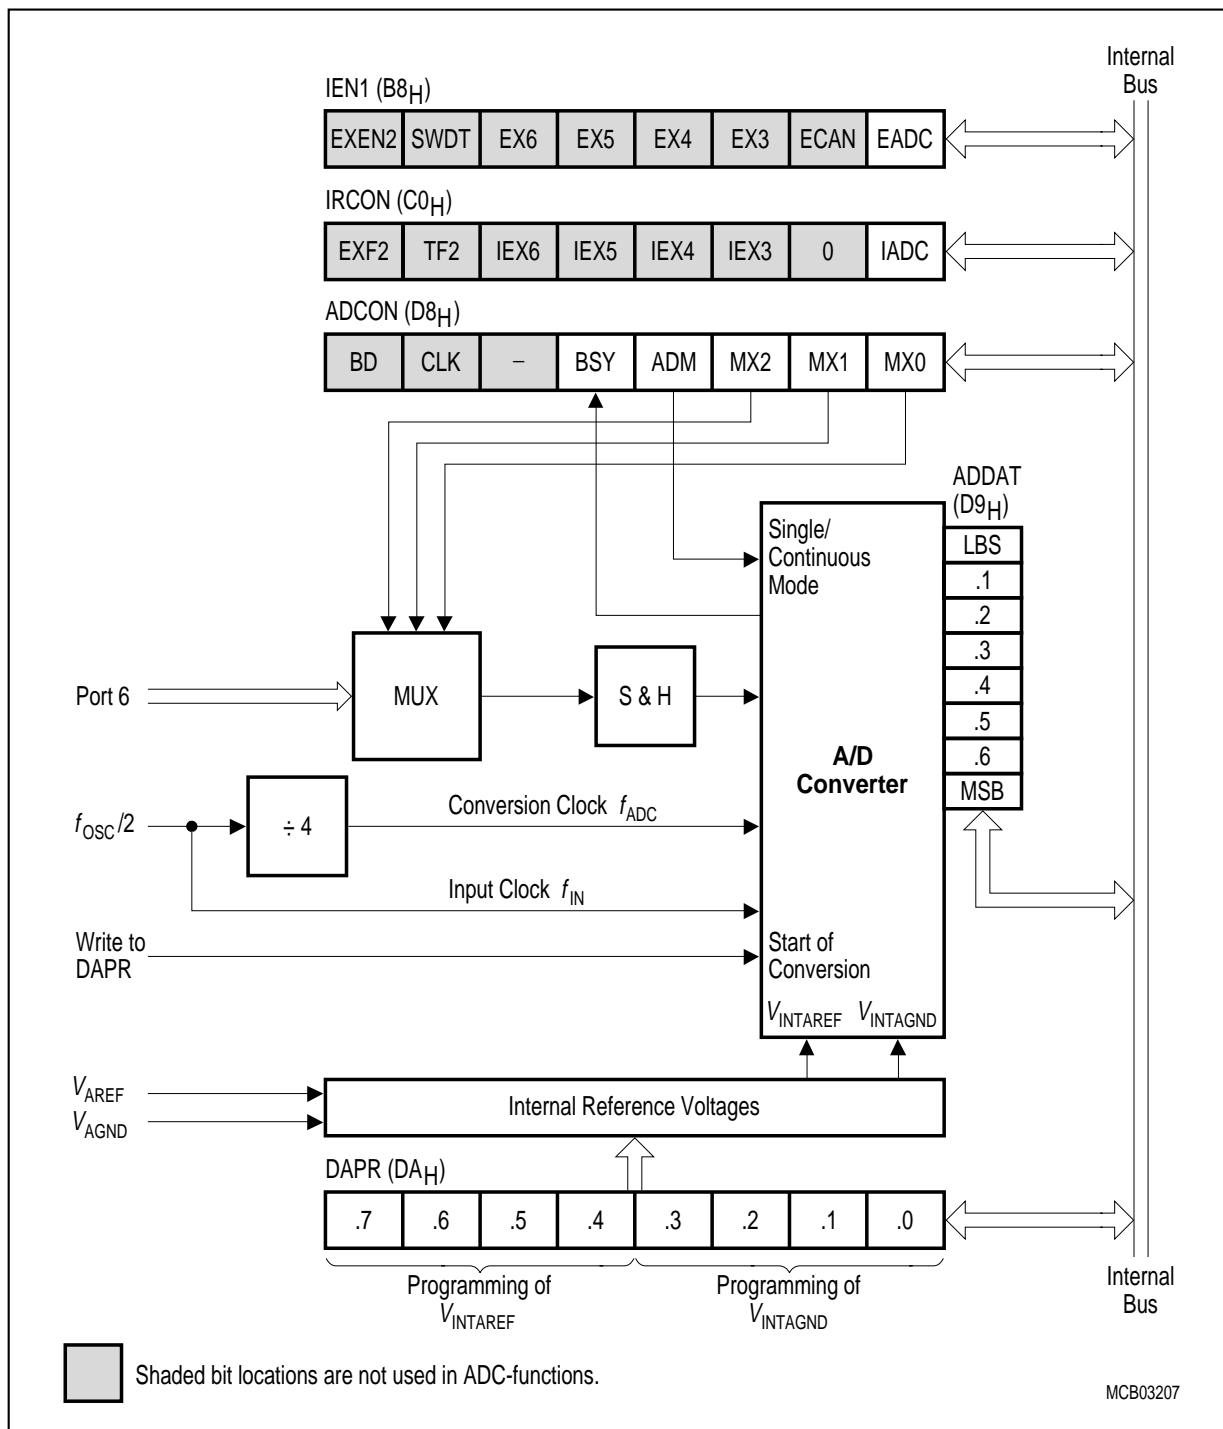 Internal
Bus
IEN1 (B8H)
EXEN2 SWDT EX6 EX5 EX4 EX3 ECAN EADC
IRCON (C0H)
EXF2 TF2 IEX6 IEX5 IEX4 IEX3 0 IADC
ADCON (D8H)
BD CLK – BSY ADM MX2 MX1 MX0
ADDAT
(D9H)
LBS
.1
.2
.3
.4
.5
.6
MSB
Single/
Continuous
Mode
Port 6
MUX
S & H
A/D
Converter
fOSC/2
÷ 4
Conversion Clock fADC
Input Clock fIN
Write to
DAPR
Start of
Conversion
VINTAREF VINTAGND
VAREF
VAGND
Internal Reference Voltages
DAPR (DAH)
.7 .6 .5 .4 .3 .2 .1 .0
Programming of
VINTAREF
Programming of
VINTAGND
Internal
Bus
Shaded bit locations are not used in ADC-functions.
MCB03207